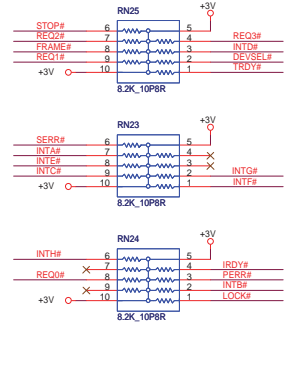 RN25
+3V
STOP# 6 5
REQ2# 7 4 REQ3#
FRAME# 8 3 INTD#
REQ1# 9 2 DEVSEL#
+3V 10 1 TRDY#
8.2K_10P8R
RN23
+3V
SERR# 6 5
INTA# 7 4
INTE# 8 3
INTC# 9 2 INTG#
+3V 10 1 INTF#
8.2K_10P8R
RN24
+3V
INTH# 6 5
7 4 IRDY#
REQ0# 8 3 PERR#
9 2 INTB#
+3V 10 1 LOCK#
8.2K_10P8R